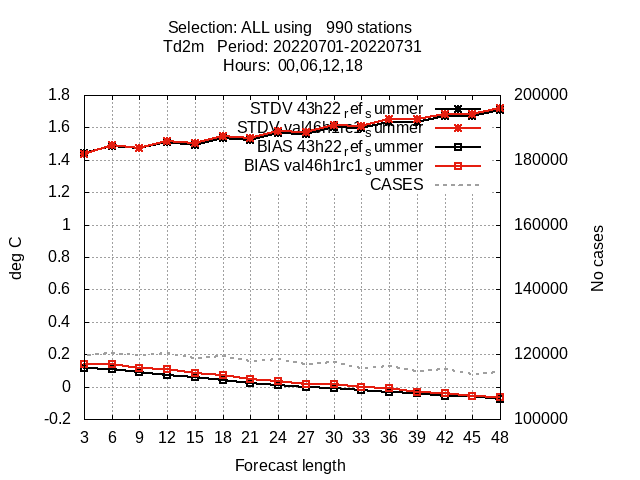 Selection: ALL using   990 stations
Td2m   Period: 20220701-20220731
Hours:  00,06,12,18
1.8
1.6
1.4
1.2
1
0.8
0.6
0.4
0.2
0
-0.2
deg C
STDV 43h22_ref_summer
STDV val46h1rc1_summer
BIAS 43h22_ref_summer
BIAS val46h1rc1_summer
CASES
200000
180000
160000
140000
120000
100000
No cases
3 6 9 12 15 18 21 24 27 30 33 36 39 42 45 48
Forecast length